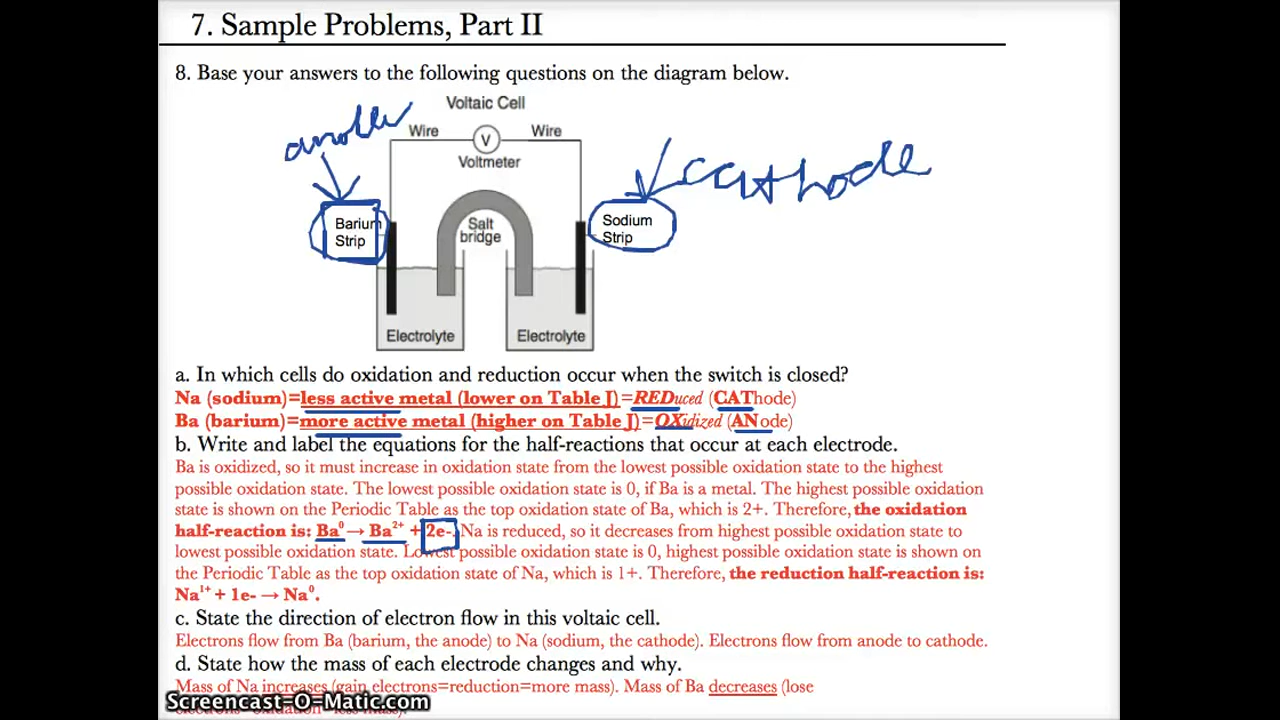 7. Sample Problems, Part II
8. Base your answers to the following questions on the diagram below.
Voltaic Cell
anode
Wire
V
Wire
Voltmeter
cathode
Barium
Strip
Salt
bridge
Sodium
Strip
Electrolyte
Electrolyte
a. In which cells do oxidation and reduction occur when the switch is closed?
Na (sodium)=less active metal (lower on Table J)=REDuced (CAThode)
Ba (barium)=more active metal (higher on Table J)=OXidized (ANode)
b. Write and label the equations for the half-reactions that occur at each electrode.
Ba is oxidized, so it must increase in oxidation state from the lowest possible oxidation state to the highest
possible oxidation state. The lowest possible oxidation state is 0, if Ba is a metal. The highest possible oxidation
state is shown on the Periodic Table as the top oxidation state of Ba, which is 2+. Therefore, the oxidation
half-reaction is: Ba⁰ → Ba²⁺ + 2e-. Na is reduced, so it decreases from highest possible oxidation state to
lowest possible oxidation state. Lowest possible oxidation state is 0, highest possible oxidation state is shown on
the Periodic Table as the top oxidation state of Na, which is 1+. Therefore, the reduction half-reaction is:
Na¹⁺ + 1e- → Na⁰.
c. State the direction of electron flow in this voltaic cell.
Electrons flow from Ba (barium, the anode) to Na (sodium, the cathode). Electrons flow from anode to cathode.
d. State how the mass of each electrode changes and why.
Mass of Na increases (gain electrons=reduction=more mass). Mass of Ba decreases (lose
Screencast-O-Matic.com